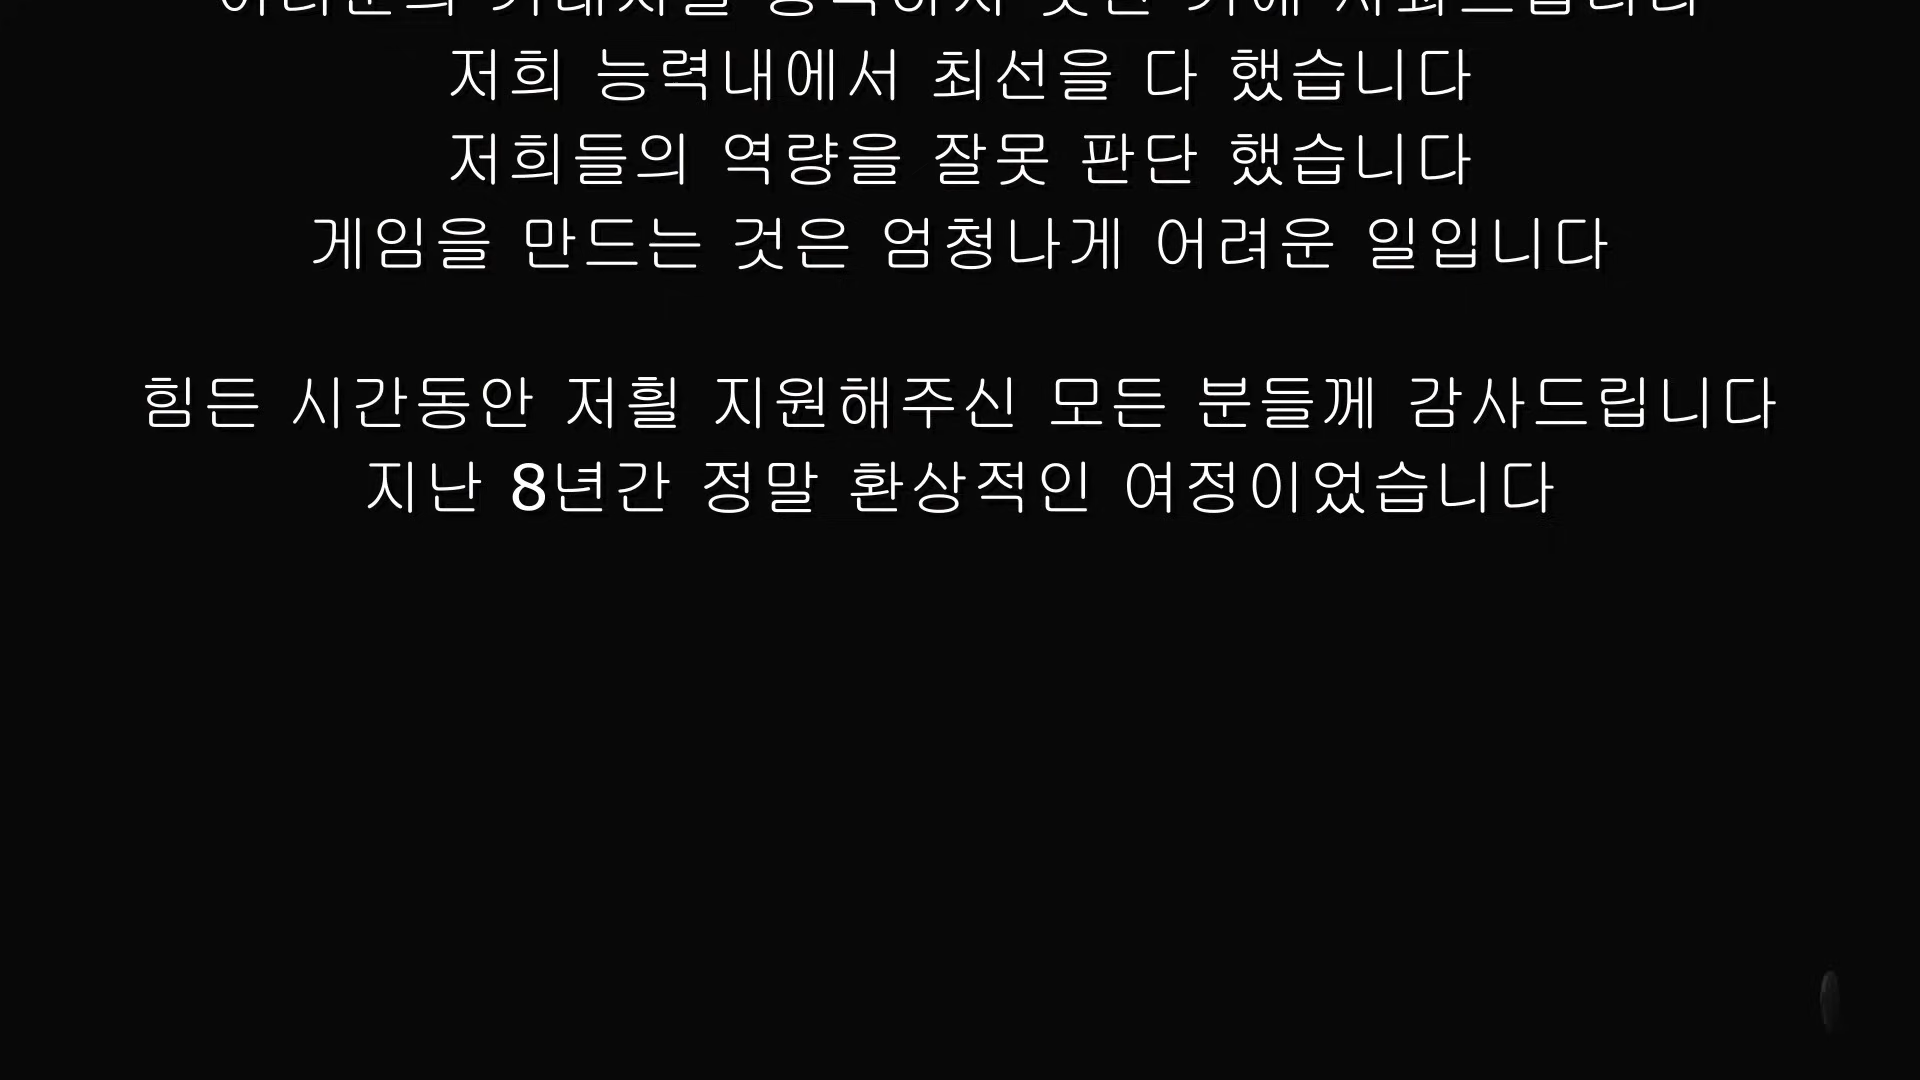 저희 능력내에서 최선을 다 했습니다
저희들의 역량을 잘못 판단 했습니다
게임을 만드는 것은 엄청나게 어려운 일입니다
힘든 시간동안 저흴 지원해주신 모든 분들께 감사드립니다
지난 8년간 정말 환상적인 여정이었습니다